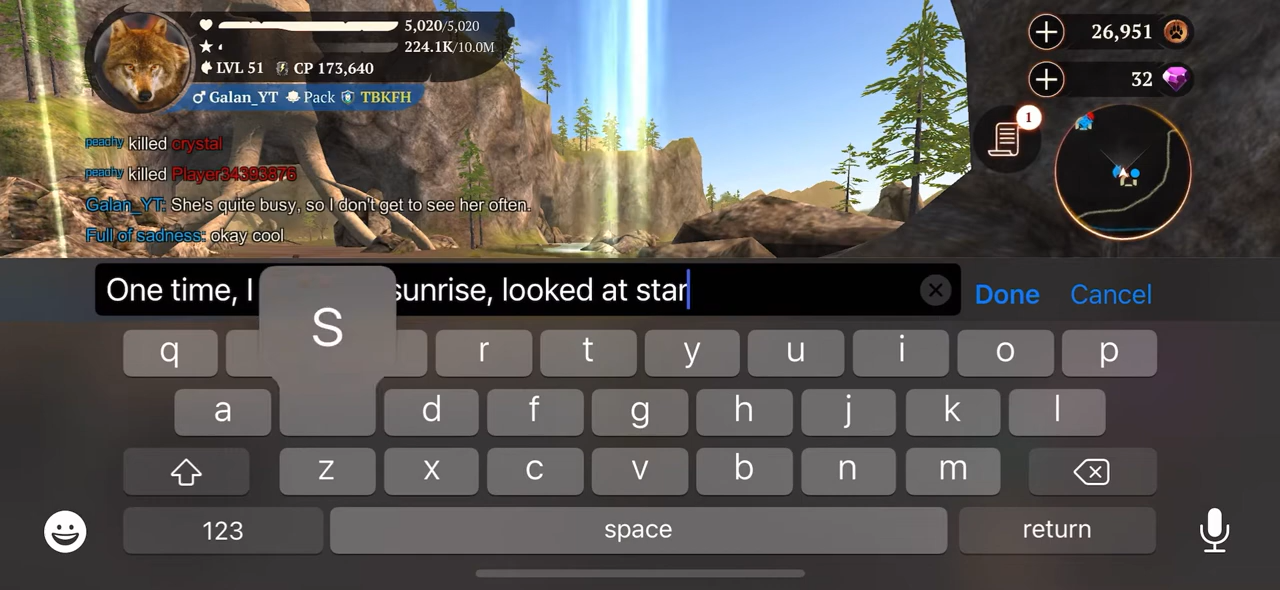 5,020/5,020
224.1K/10.0M
LVL 51 CP 173,640
Galan_YT Pack TBKFH
26,951
32
1
peachy killed crystal
peachy killed Player34393876
Galan_YT: She's quite busy, so I don't get to see her often.
Full of sadness: okay cool
One time, I sunrise, looked at star
Done Cancel
S
q r t y u i o p
a d f g h j k l
z x c v b n m
123 space return